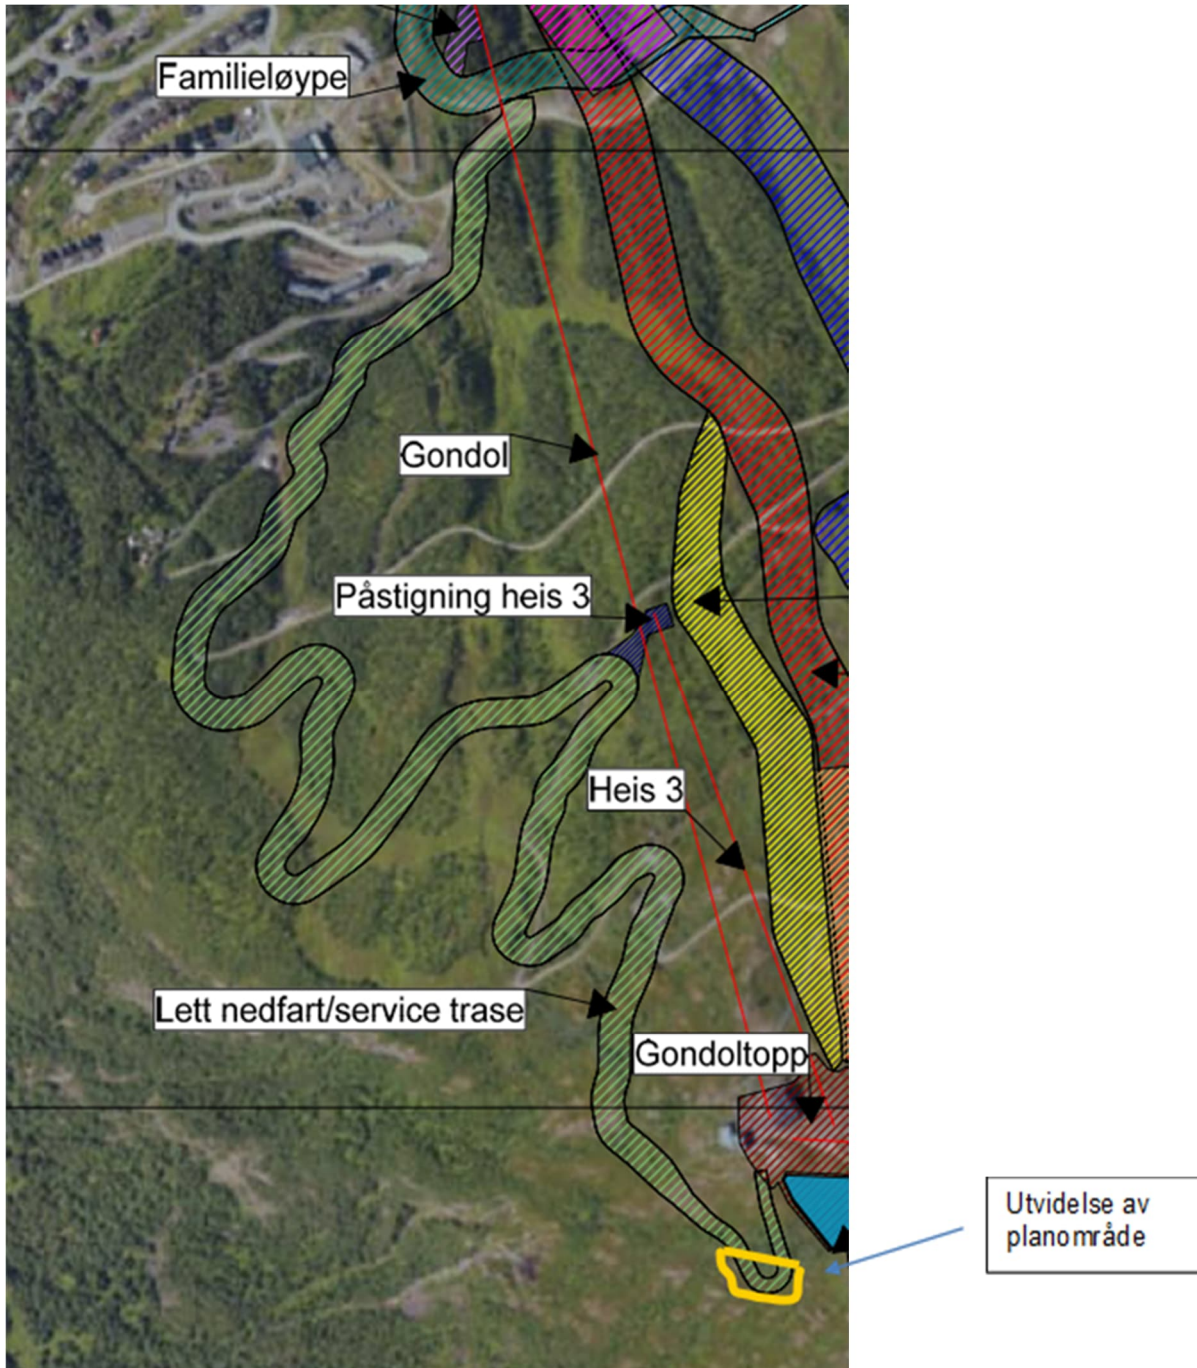 Familieløype
Gondol
Påstigning heis 3
Heis 3
Lett nedfart/service trase
Gondoltopp
Utvidelse av
planområde